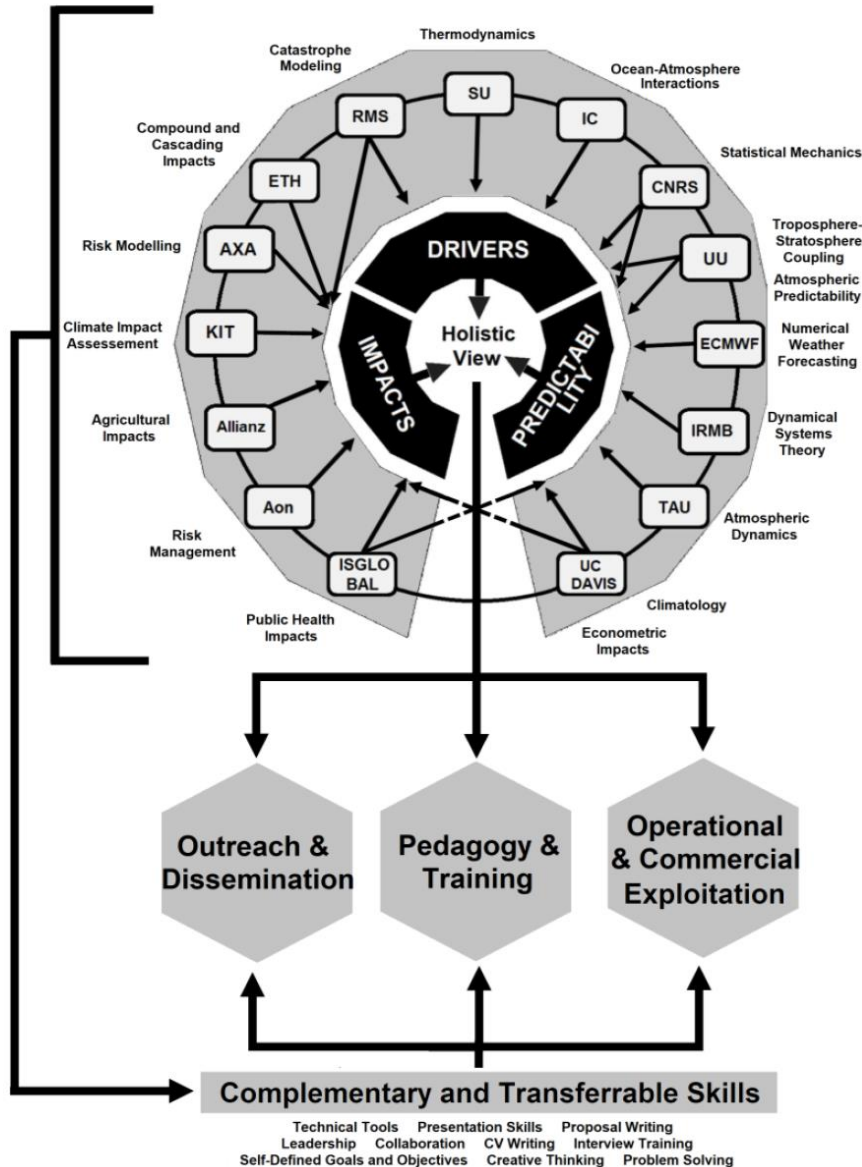 Thermodynamics
Catastrophe
Modeling
Ocean-Atmosphere
Interactions
SU
RMS
IC
Compound and
Cascading
Impacts
Statistical Mechanics
ETH
CNRS
DRIVERS
Risk Modelling
AXA
UU
Troposphere-
Stratosphere
Coupling
Atmospheric
Predictability
Climate Impact
Assessement
KIT
Holistic
View
ECMWF
Numerical
Weather
Forecasting
IMPACTS
PREDICTABI
LITY
Agricultural
Impacts
Allianz
IRMB
Dynamical
Systems
Theory
Aon
TAU
Risk
Management
Atmospheric
Dynamics
ISGLO
BAL
UC
DAVIS
Climatology
Public Health
Impacts
Econometric
Impacts
Outreach &
Dissemination
Pedagogy &
Training
Operational
& Commercial
Exploitation
Complementary and Transferrable Skills
Technical Tools Presentation Skills Proposal Writing
Leadership Collaboration CV Writing Interview Training
Self-Defined Goals and Objectives Creative Thinking Problem Solving